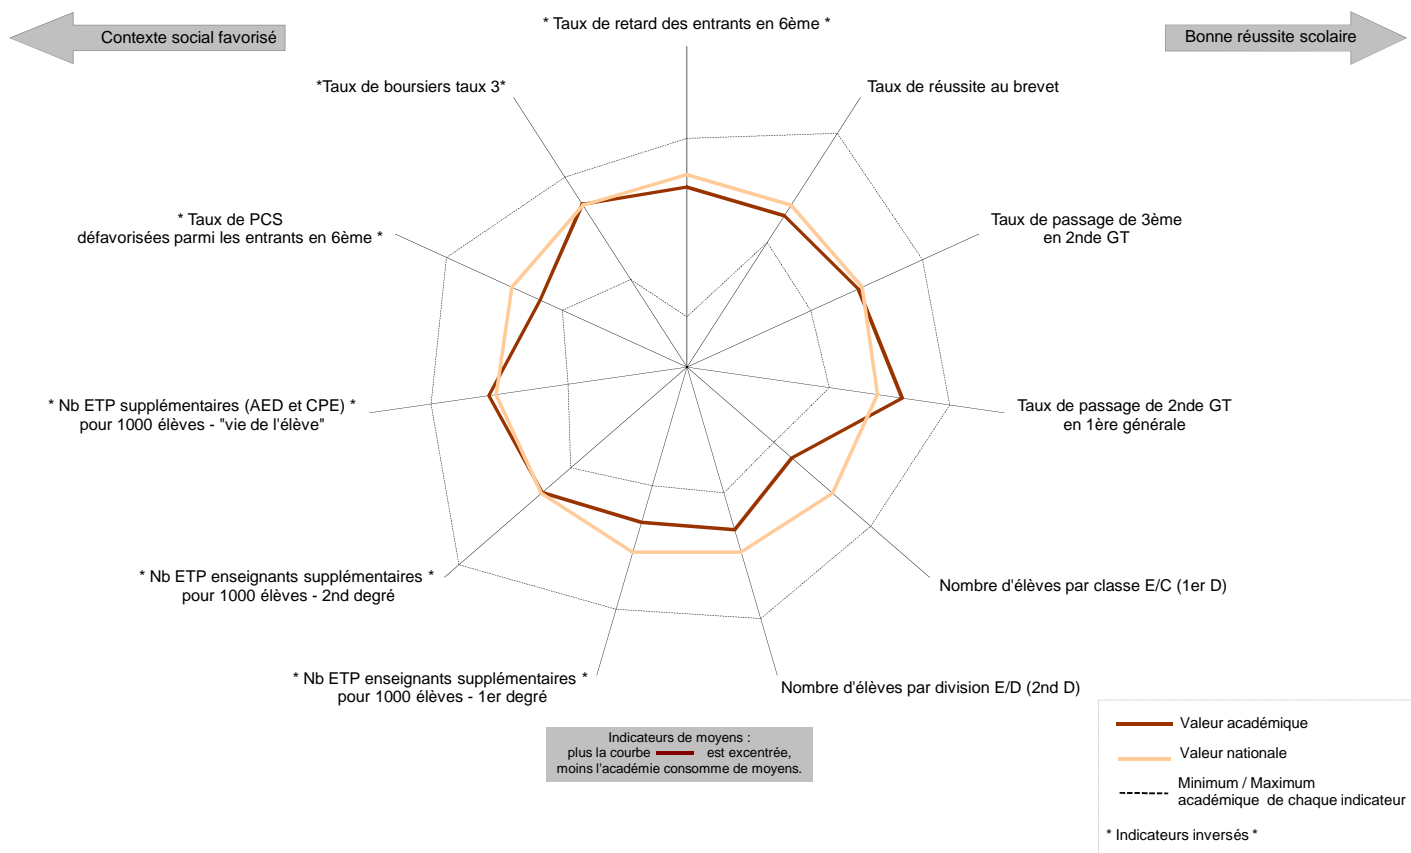 * Taux de retard des entrants en 6ème *
Contexte social favorisé
Bonne réussite scolaire
*Taux de boursiers taux 3*
Taux de réussite au brevet
* Taux de PCS
défavorisées parmi les entrants en 6ème *
Taux de passage de 3ème
en 2nde GT
* Nb ETP supplémentaires (AED et CPE) *
pour 1000 élèves - "vie de l'élève"
Taux de passage de 2nde GT
en 1ère générale
* Nb ETP enseignants supplémentaires *
pour 1000 élèves - 2nd degré
Nombre d'élèves par classe E/C (1er D)
* Nb ETP enseignants supplémentaires *
pour 1000 élèves - 1er degré
Nombre d'élèves par division E/D (2nd D)
Indicateurs de moyens :
plus la courbe est excentrée,
moins l'académie consomme de moyens.
Valeur académique
Valeur nationale
Minimum / Maximum
académique de chaque indicateur
* Indicateurs inversés *